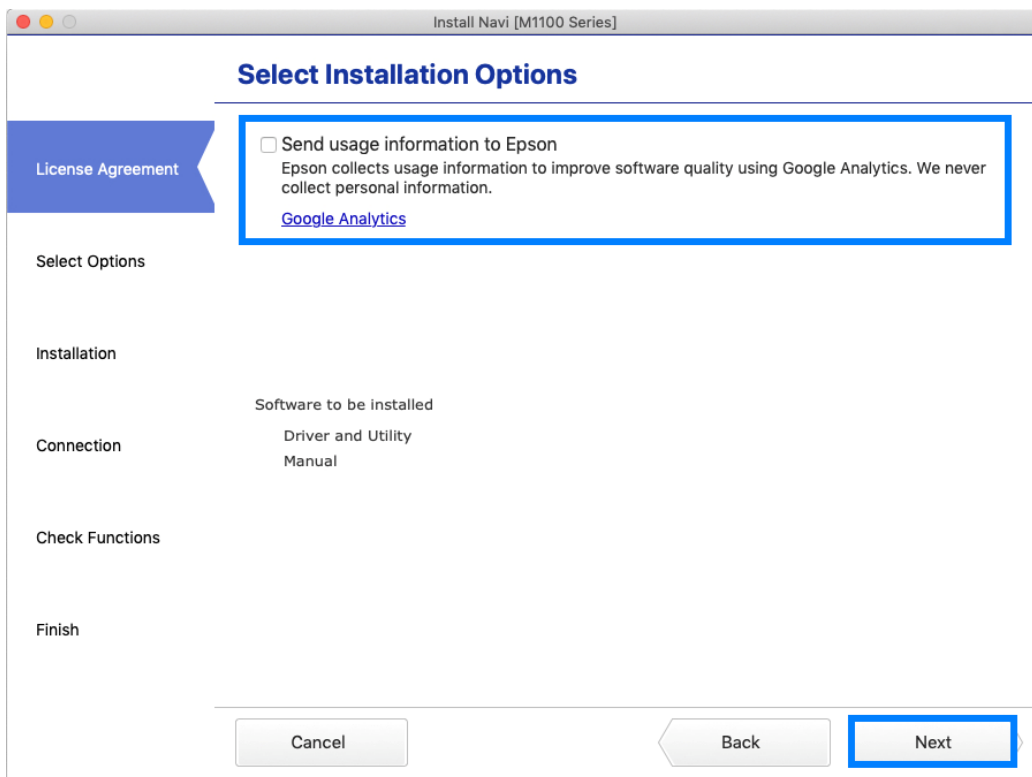 Install Navi [M1100 Series]
Select Installation Options
License Agreement
Select Options
Installation
Connection
Check Functions
Finish
Send usage information to Epson
Epson collects usage information to improve software quality using Google Analytics. We never
collect personal information.
Google Analytics
Software to be installed
Driver and Utility
Manual
Cancel
Back
Next